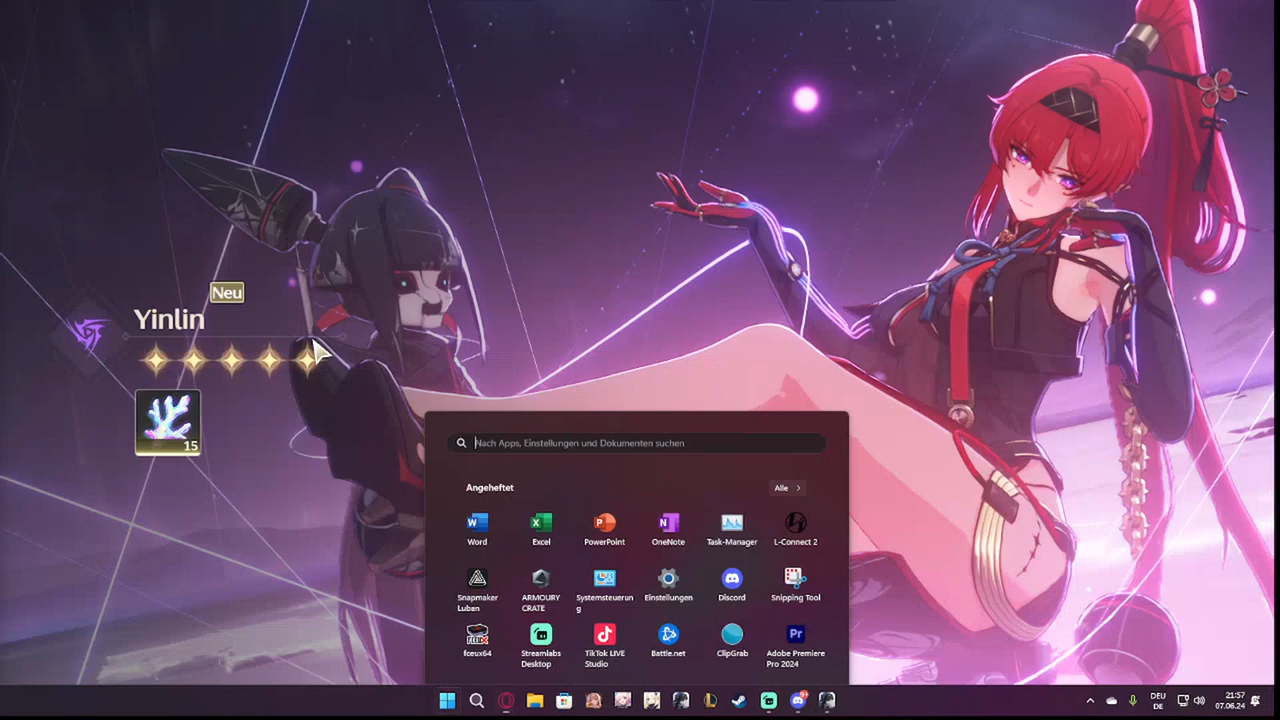 Neu
Yinlin
15
Nach Apps, Einstellungen und Dokumenten suchen
Angeheftet
Alle
Word
Excel
PowerPoint
OneNote
Task-Manager
L-Connect 2
Snapmaker
Luban
ARMOURY
CRATE
Systemsteuerun
g
Einstellungen
Discord
Snipping Tool
fceux64
Streamlabs
Desktop
TikTok LIVE
Studio
Battle.net
ClipGrab
Adobe Premiere
Pro 2024
DEU
DE
21:57
07.06.24